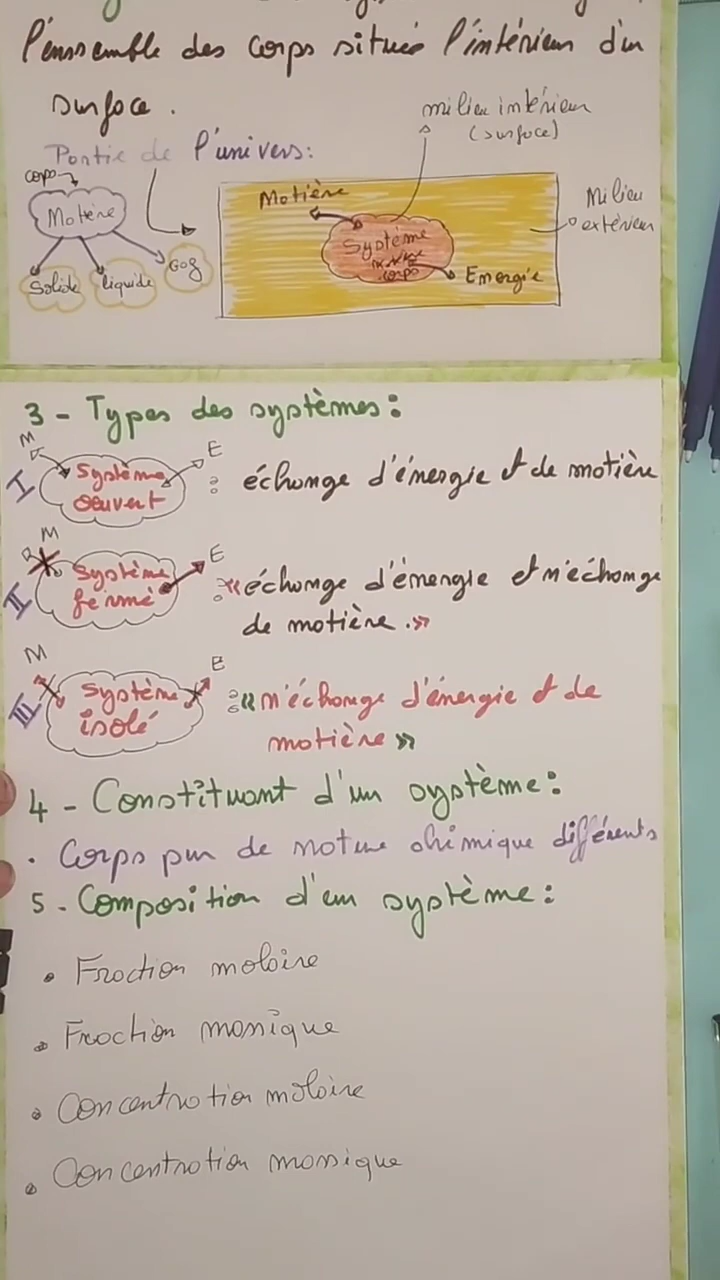 l'ensemble des corps situés l'intérieur d'un
surface.
Partie de l'univers:
milieu intérieur
(surface)
corps
Matière
Solide
liquide
Gaz
Matière
Système
corps
Energie
Milieu
extérieur
3 - Types des systèmes:
I
M
E
Système
ouvert
: échange d'énergie et de matière
II
M
E
Système
fermé
: «échange d'énergie et n'échange
de matière.»
III
M
E
Système
isolé
: «n'échange d'énergie et de
matière»
4 - Constituant d'un système:
• Corps pur de nature chimique différents
5 - Composition d'un système:
• Fraction molaire
• Fraction massique
• Concentration molaire
• Concentration massique